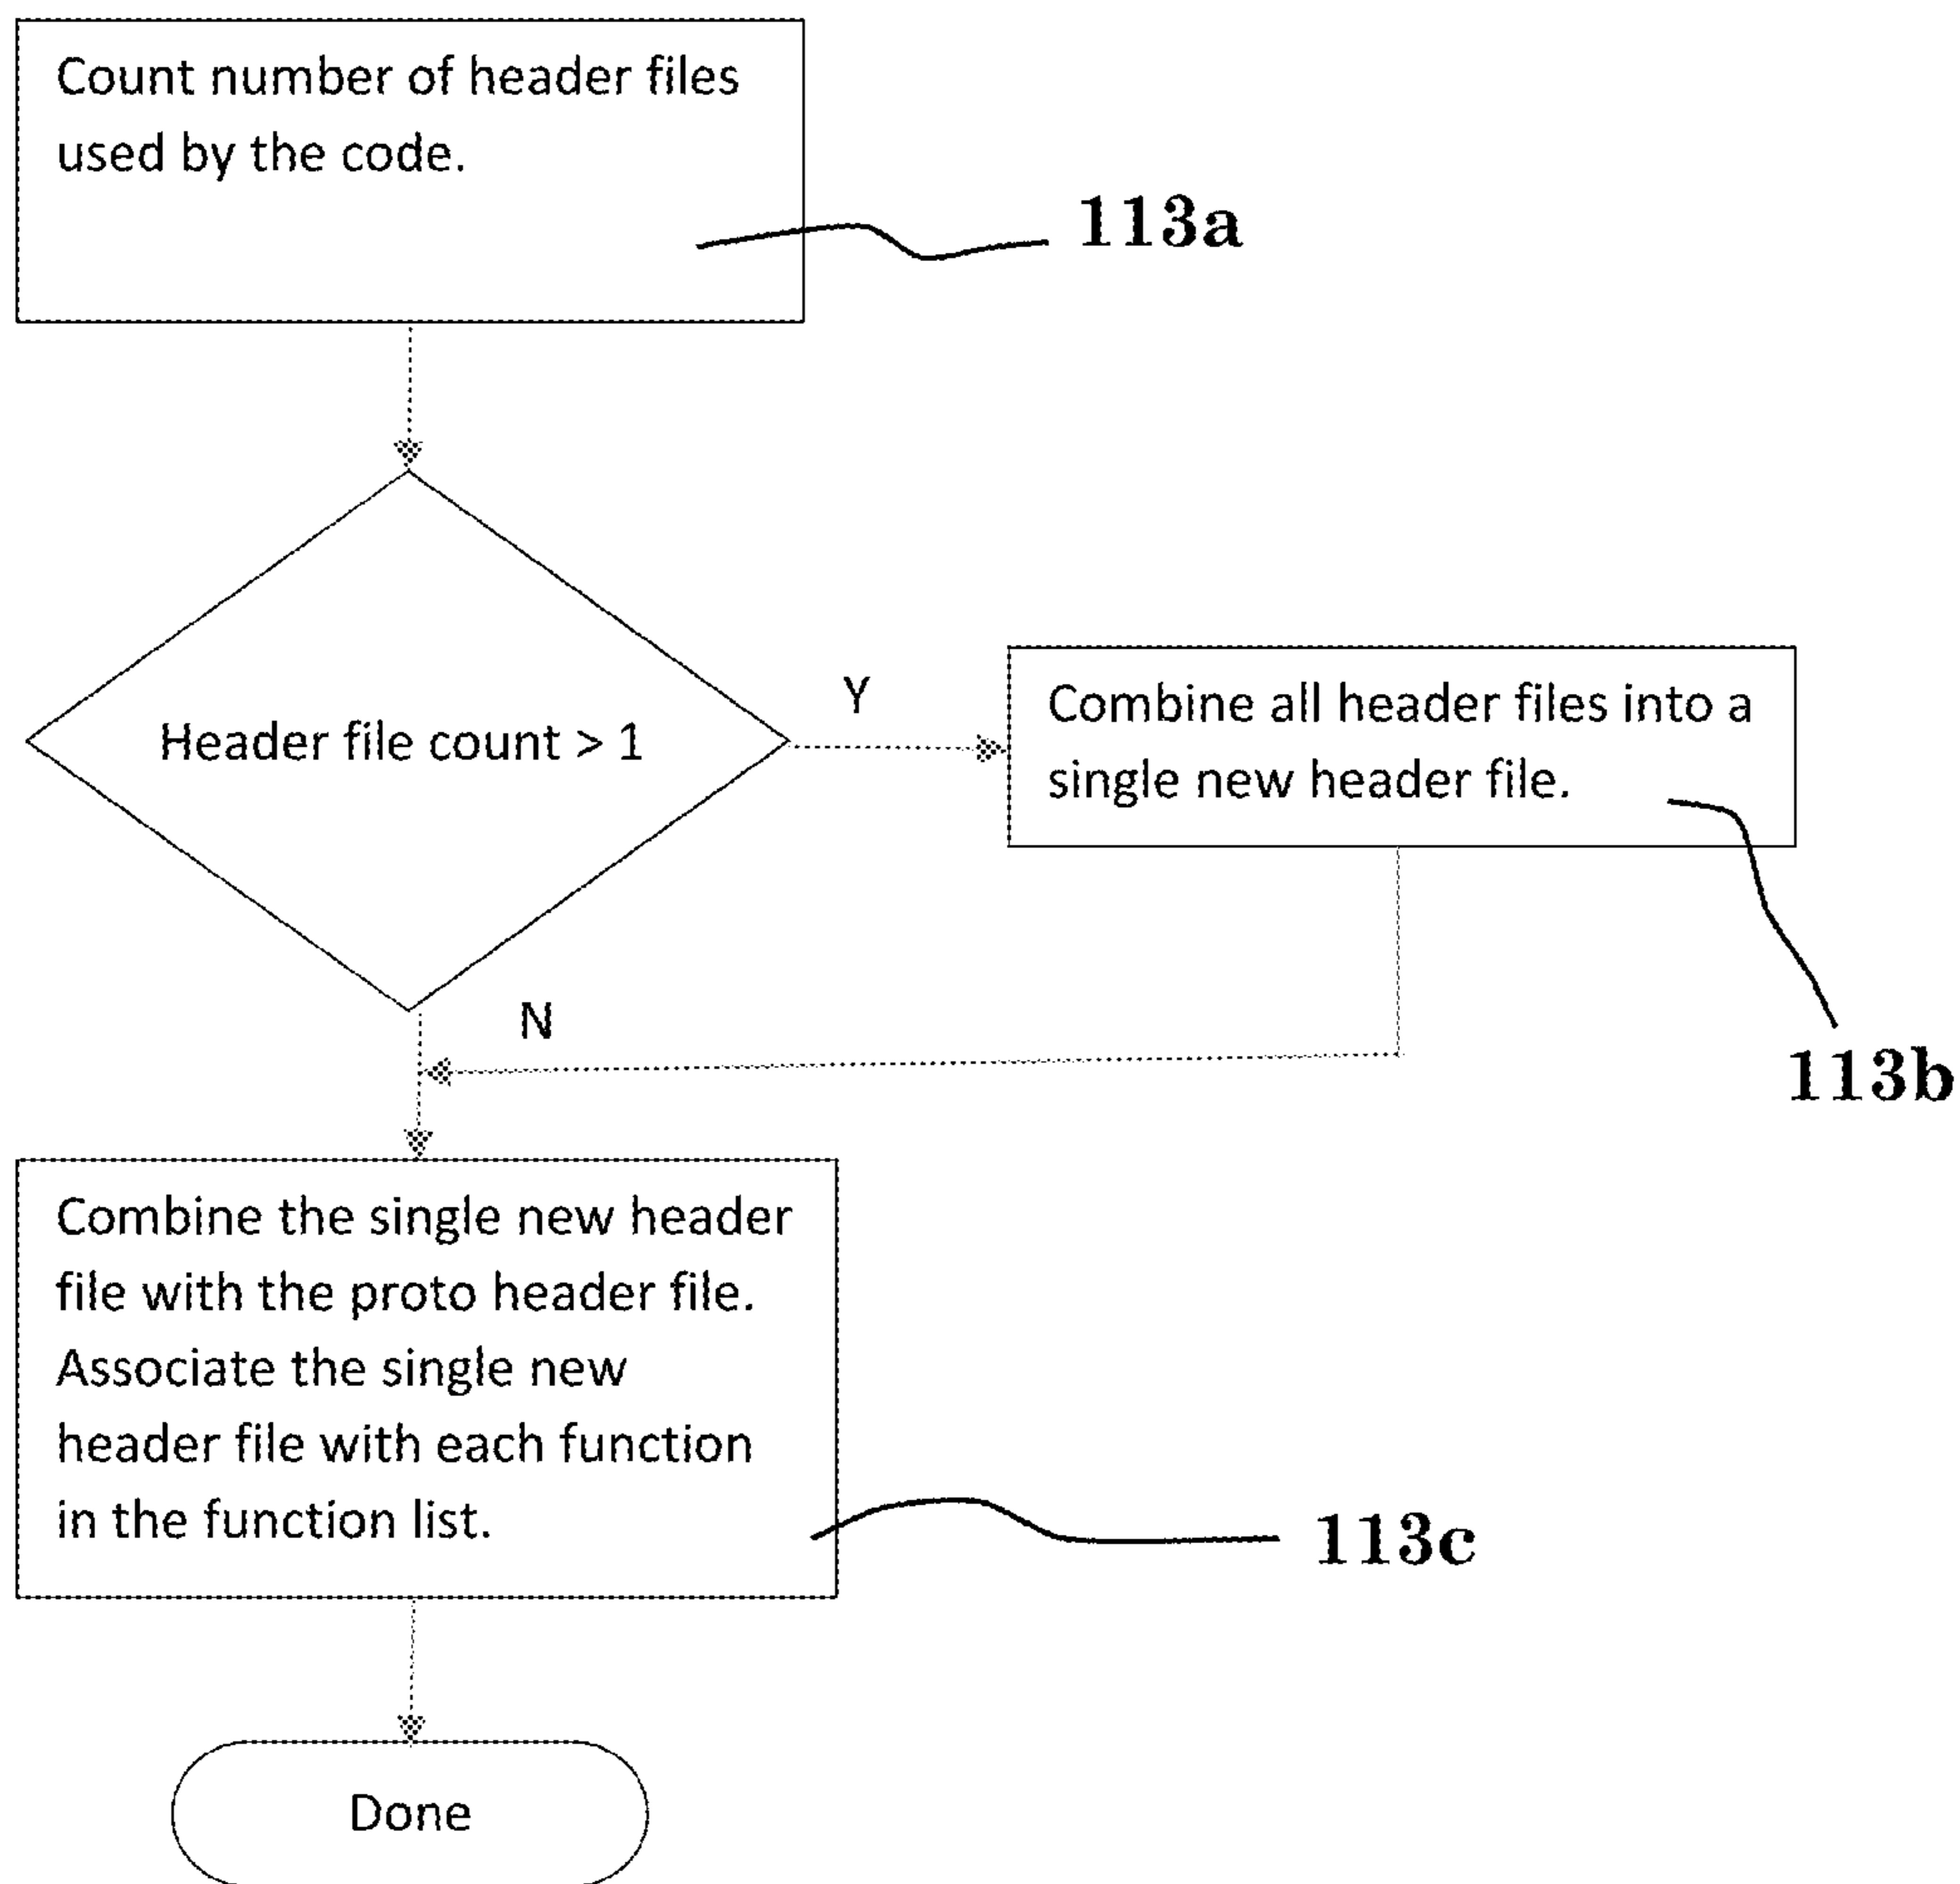 Count number of header files
used by the code.
113a
Header file count > 1
Y
Combine all header files into a
single new header file.
N
113b
Combine the single new header
file with the proto header file.
Associate the single new
header file with each function
in the function list.
113c
Done